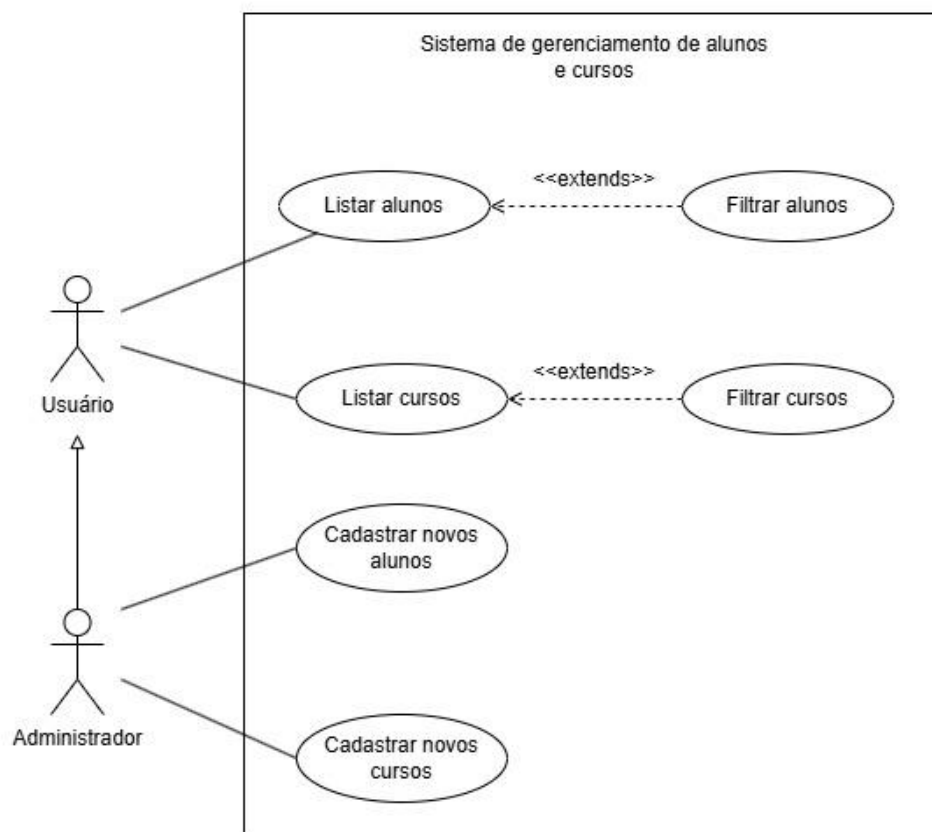 Sistema de gerenciamento de alunos
e cursos
<<extends>>
Listar alunos
Filtrar alunos
Usuário
<<extends>>
Listar cursos
Filtrar cursos
Cadastrar novos
alunos
Administrador
Cadastrar novos
cursos